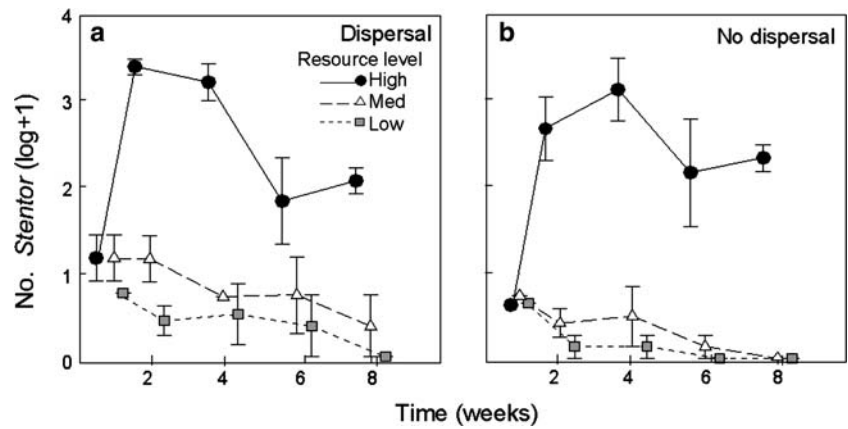 4
a
Dispersal
b
No dispersal
Resource level
High
Med
Low
3
2
1
0
No. Stentor (log+1)
2 4 6 8
2 4 6 8
Time (weeks)